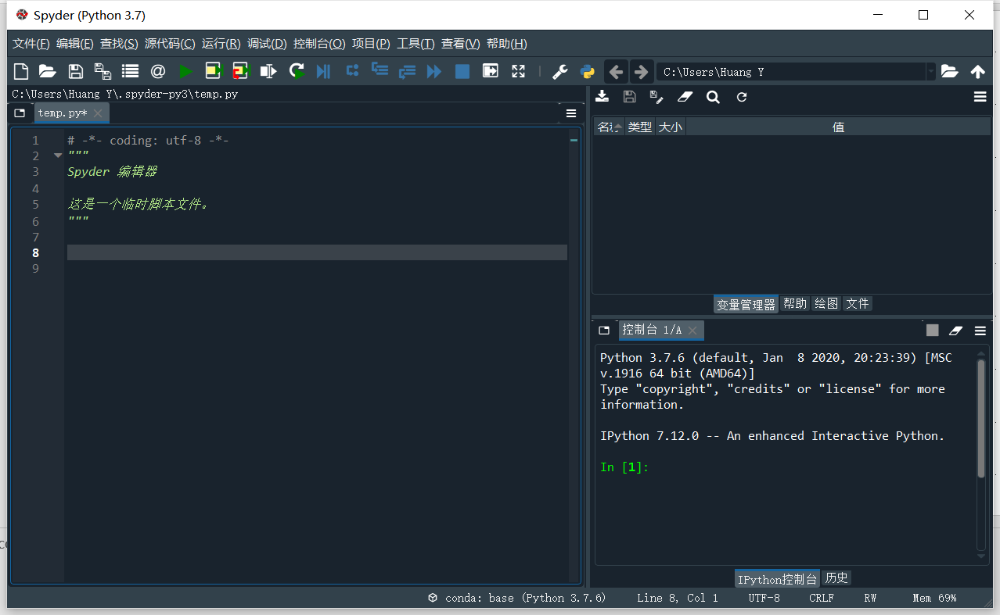 Spyder (Python 3.7)
文件(F) 编辑(E) 查找(S) 源代码(C) 运行(R) 调试(D) 控制台(O) 项目(P) 工具(T) 查看(V) 帮助(H)
C:\Users\Huang Y
C:\Users\Huang Y\.spyder-py3\temp.py
temp.py*
1 # -*- coding: utf-8 -*-
2 """
3 Spyder 编辑器
4
5 这是一个临时脚本文件。
6 """
7
8
9
类型 大小 值
变量管理器 帮助 绘图 文件
控制台 1/A
Python 3.7.6 (default, Jan  8 2020, 20:23:39) [MSC
v.1916 64 bit (AMD64)]
Type "copyright", "credits" or "license" for more
information.
IPython 7.12.0 -- An enhanced Interactive Python.
In [1]:
IPython控制台 历史
conda: base (Python 3.7.6) Line 8, Col 1 UTF-8 CRLF RW Mem 69%